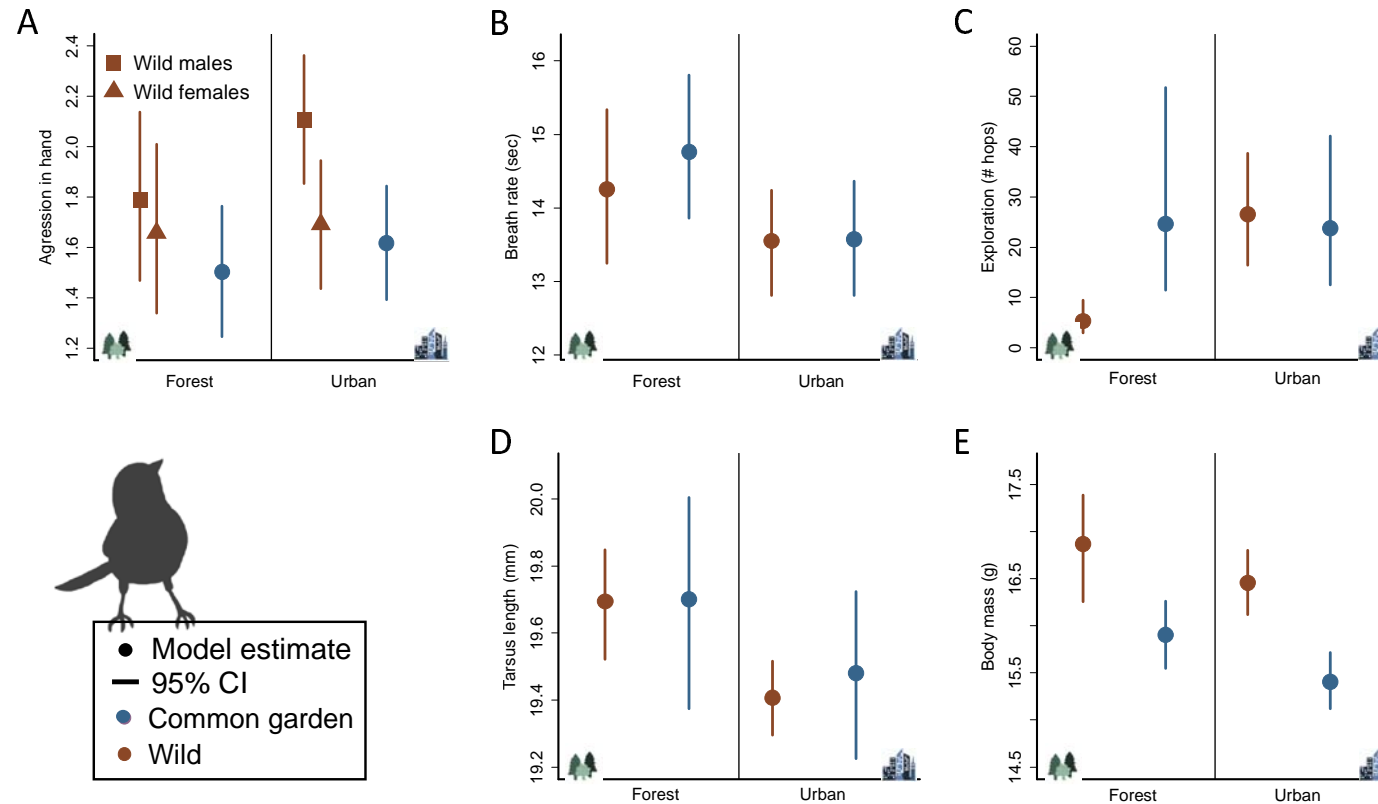 A
Agression in hand
2.4
2.2
2.0
1.8
1.6
1.4
1.2
Wild males
Wild females
Forest
Urban
B
Breath rate (sec)
16
15
14
13
12
Forest
Urban
C
Exploration (# hops)
60
50
40
30
20
10
0
Forest
Urban
Model estimate
95% CI
Common garden
Wild
D
Tarsus length (mm)
20.0
19.8
19.6
19.4
19.2
Forest
Urban
E
Body mass (g)
17.5
16.5
15.5
14.5
Forest
Urban